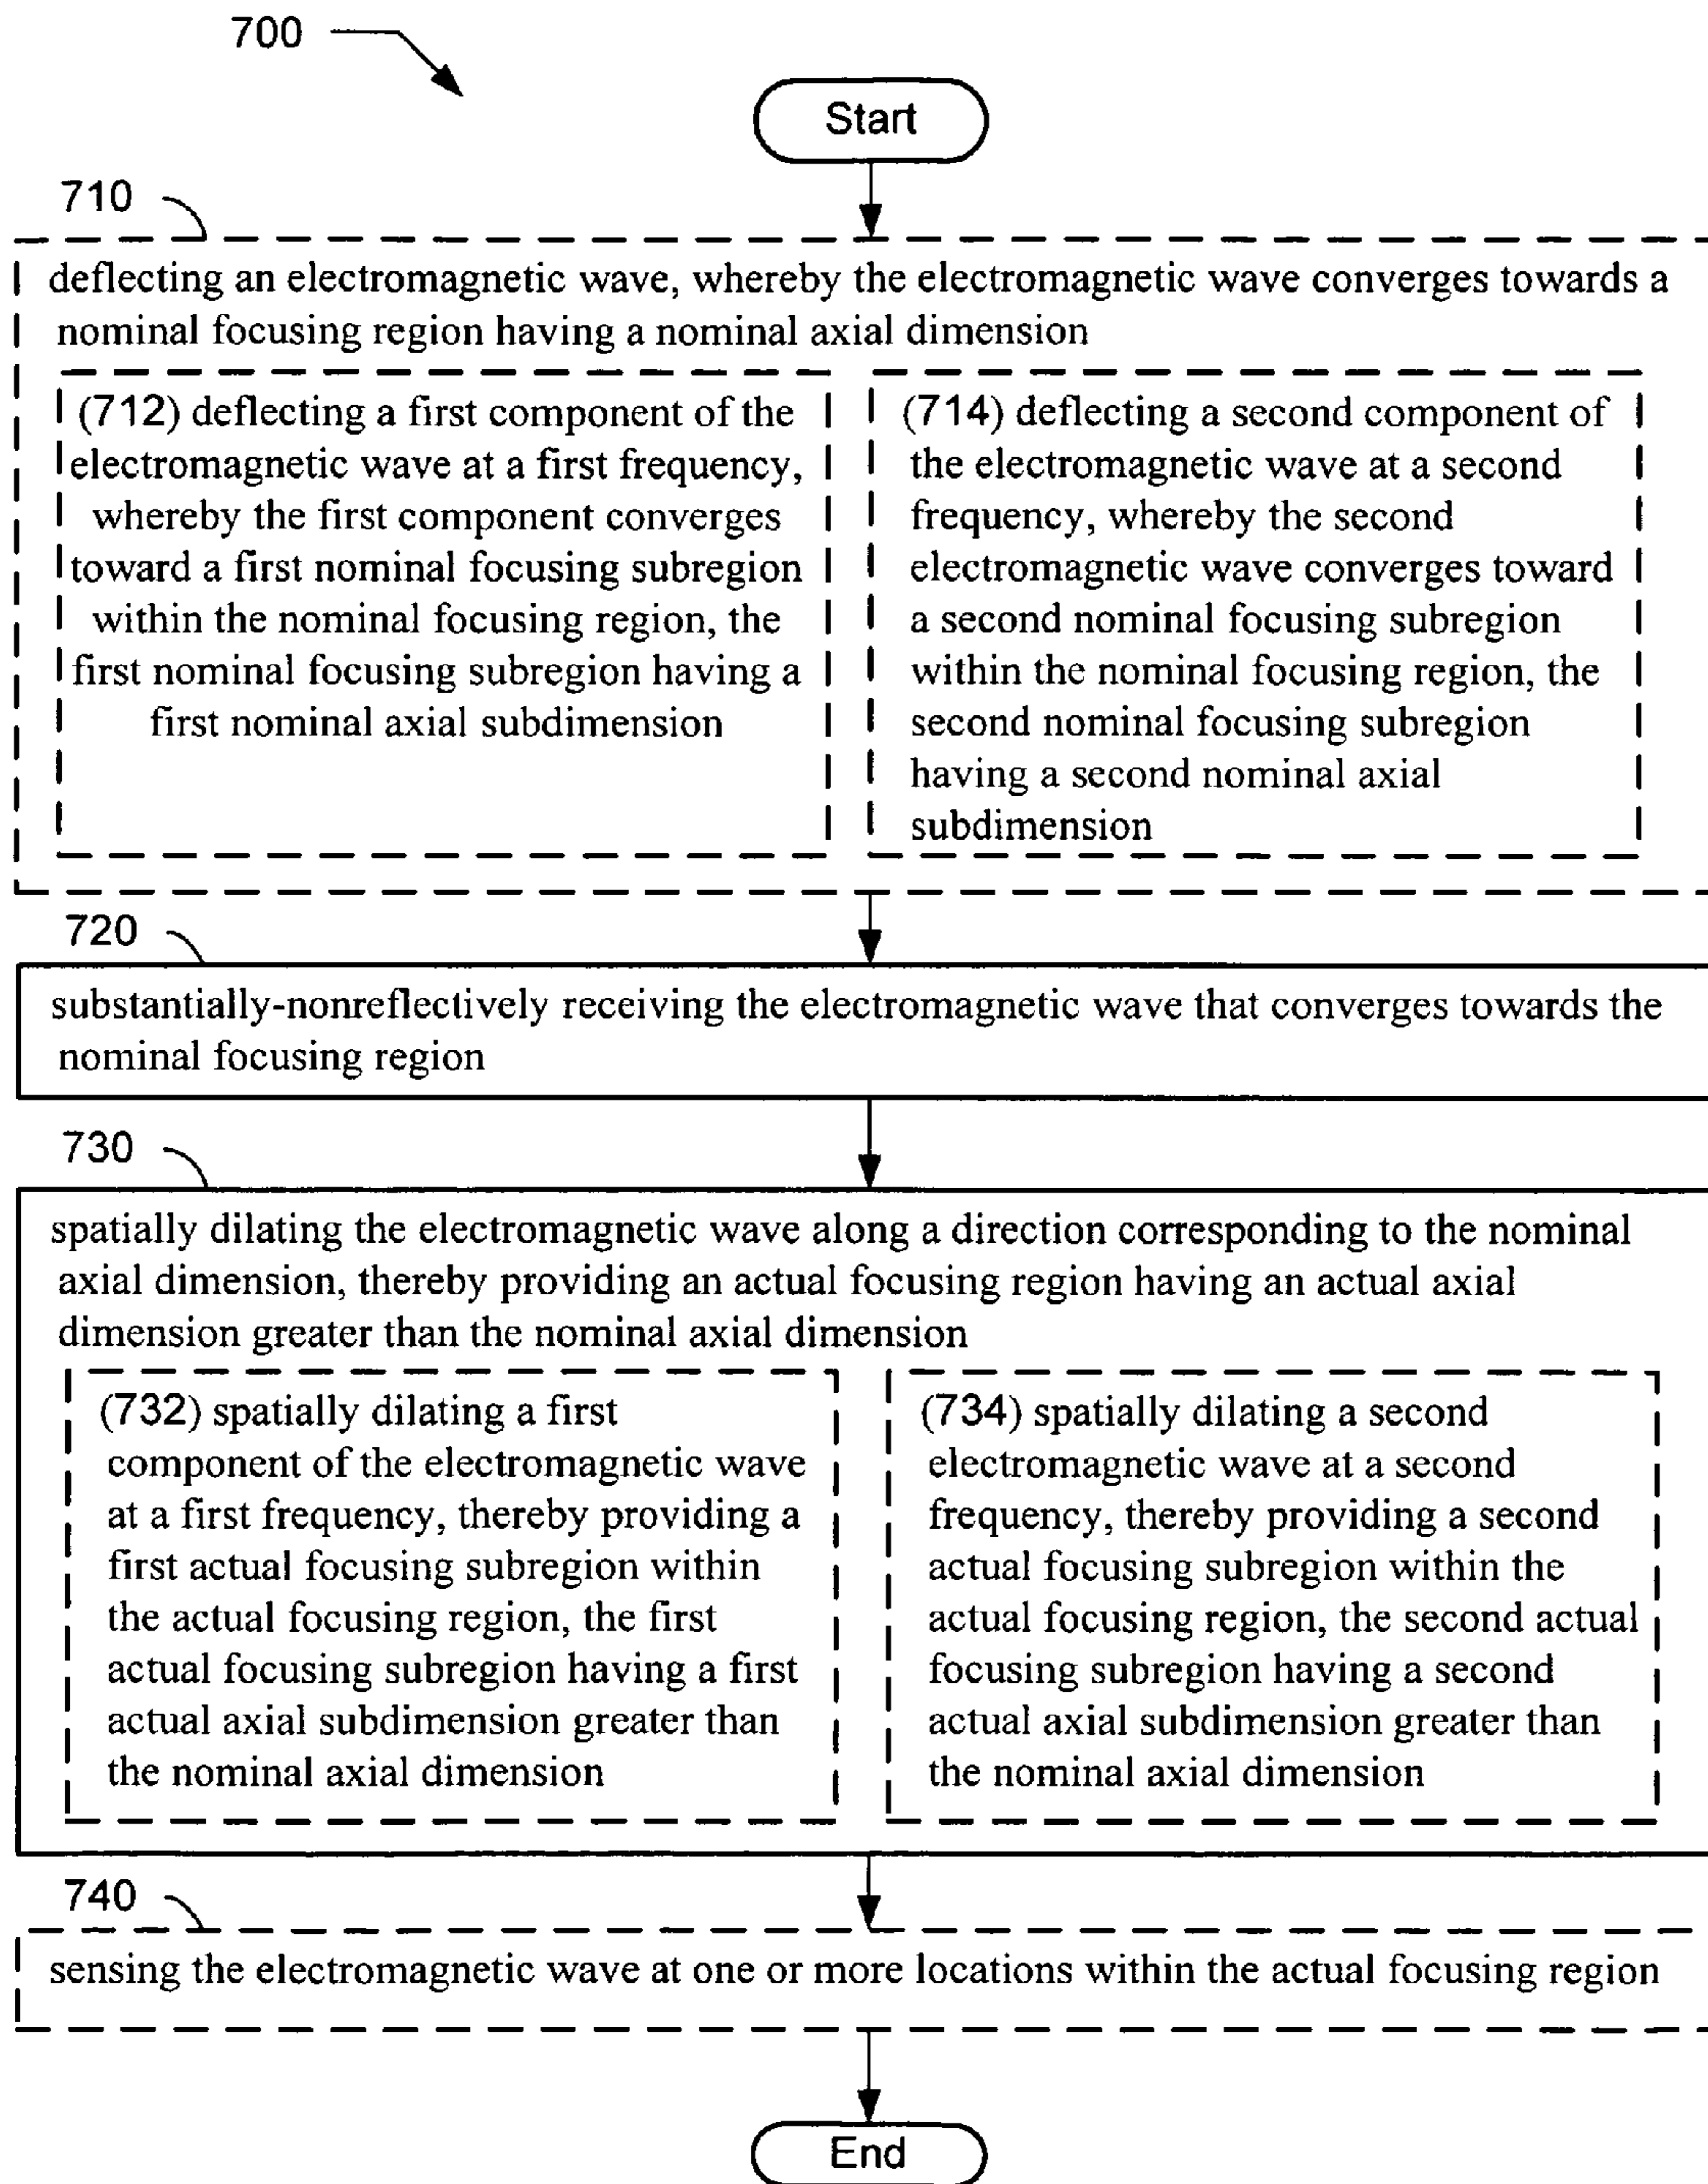 700
Start
710
deflecting an electromagnetic wave, whereby the electromagnetic wave converges towards a
nominal focusing region having a nominal axial dimension
(712) deflecting a first component of the
electromagnetic wave at a first frequency,
whereby the first component converges
toward a first nominal focusing subregion
within the nominal focusing region, the
first nominal focusing subregion having a
first nominal axial subdimension
(714) deflecting a second component of
the electromagnetic wave at a second
frequency, whereby the second
electromagnetic wave converges toward
a second nominal focusing subregion
within the nominal focusing region, the
second nominal focusing subregion
having a second nominal axial
subdimension
720
substantially-nonreflectively receiving the electromagnetic wave that converges towards the
nominal focusing region
730
spatially dilating the electromagnetic wave along a direction corresponding to the nominal
axial dimension, thereby providing an actual focusing region having an actual axial
dimension greater than the nominal axial dimension
(732) spatially dilating a first
component of the electromagnetic wave
at a first frequency, thereby providing a
first actual focusing subregion within
the actual focusing region, the first
actual focusing subregion having a first
actual axial subdimension greater than
the nominal axial dimension
(734) spatially dilating a second
electromagnetic wave at a second
frequency, thereby providing a second
actual focusing subregion within the
actual focusing region, the second actual
focusing subregion having a second
actual axial subdimension greater than
the nominal axial dimension
740
sensing the electromagnetic wave at one or more locations within the actual focusing region
End